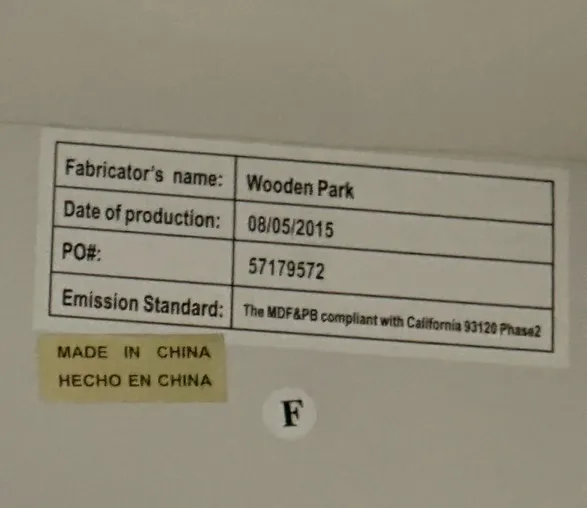 Fabricator's name: Wooden Park
Date of production: 08/05/2015
PO#: 57179572
Emission Standard: The MDF&PB compliant with California 93120 Phase2
MADE IN CHINA
HECHO EN CHINA
F